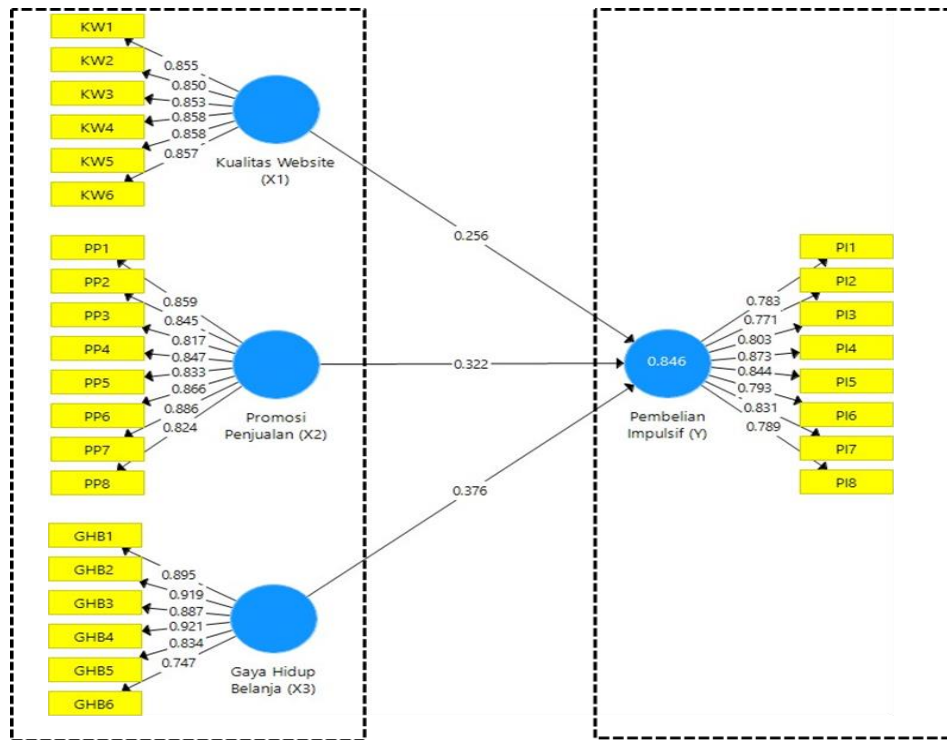 KW1
KW2
KW3
KW4
KW5
KW6
0.855
0.850
0.853
0.858
0.858
0.857
Kualitas Website
(X1)
0.256
PP1
PP2
PP3
PP4
PP5
PP6
PP7
PP8
0.859
0.845
0.817
0.847
0.833
0.866
0.886
0.824
Promosi
Penjualan (X2)
0.322
GHB1
GHB2
GHB3
GHB4
GHB5
GHB6
0.895
0.919
0.887
0.921
0.834
0.747
Gaya Hidup
Belanja (X3)
0.376
0.846
Pembelian
Impulsif (Y)
0.783
0.771
0.803
0.873
0.844
0.793
0.831
0.789
PI1
PI2
PI3
PI4
PI5
PI6
PI7
PI8